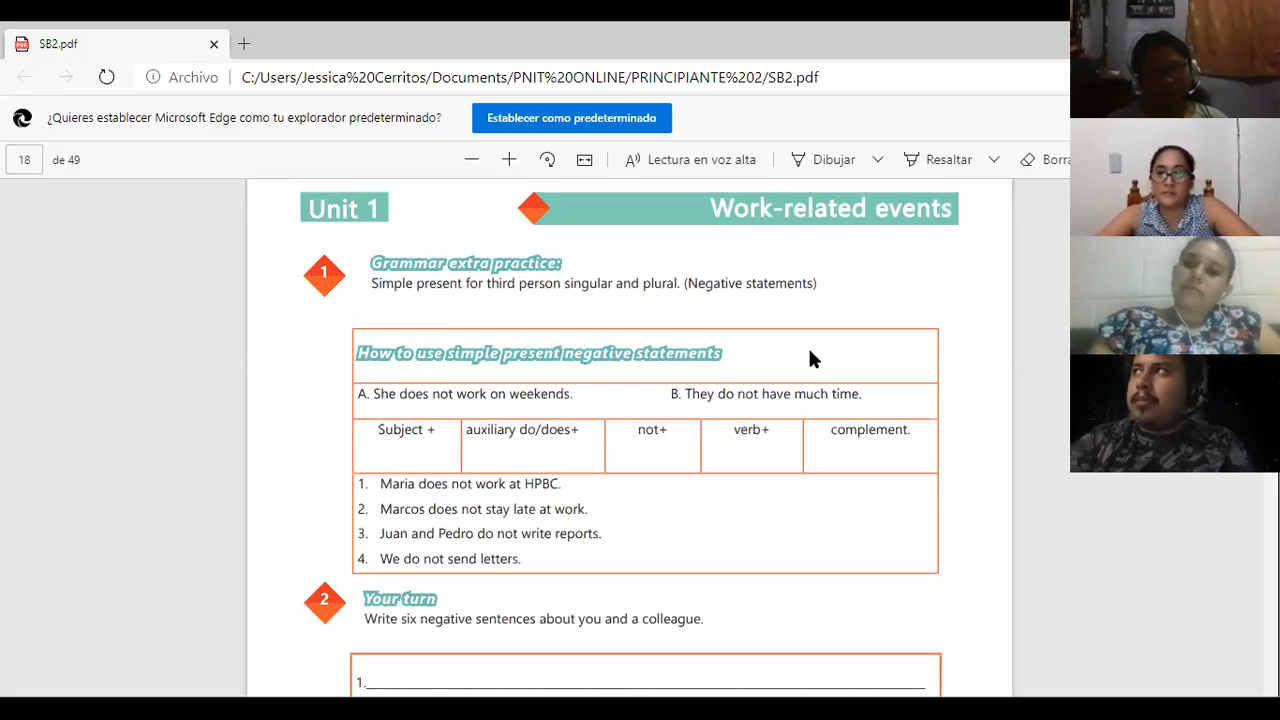 SB2.pdf
Archivo
C:/Users/Jessica%20Cerritos/Documents/PNIT%20ONLINE/PRINCIPIANTE%202/SB2.pdf
¿Quieres establecer Microsoft Edge como tu explorador predeterminado?
Establecer como predeterminado
18 de 49
Lectura en voz alta
Dibujar
Resaltar
Borra
Unit 1
Work-related events
1
Grammar extra practice:
Simple present for third person singular and plural. (Negative statements)
How to use simple present negative statements
A. She does not work on weekends. B. They do not have much time.
Subject + auxiliary do/does+ not+ verb+ complement.
1. Maria does not work at HPBC.
2. Marcos does not stay late at work.
3. Juan and Pedro do not write reports.
4. We do not send letters.
2
Your turn
Write six negative sentences about you and a colleague.
1.